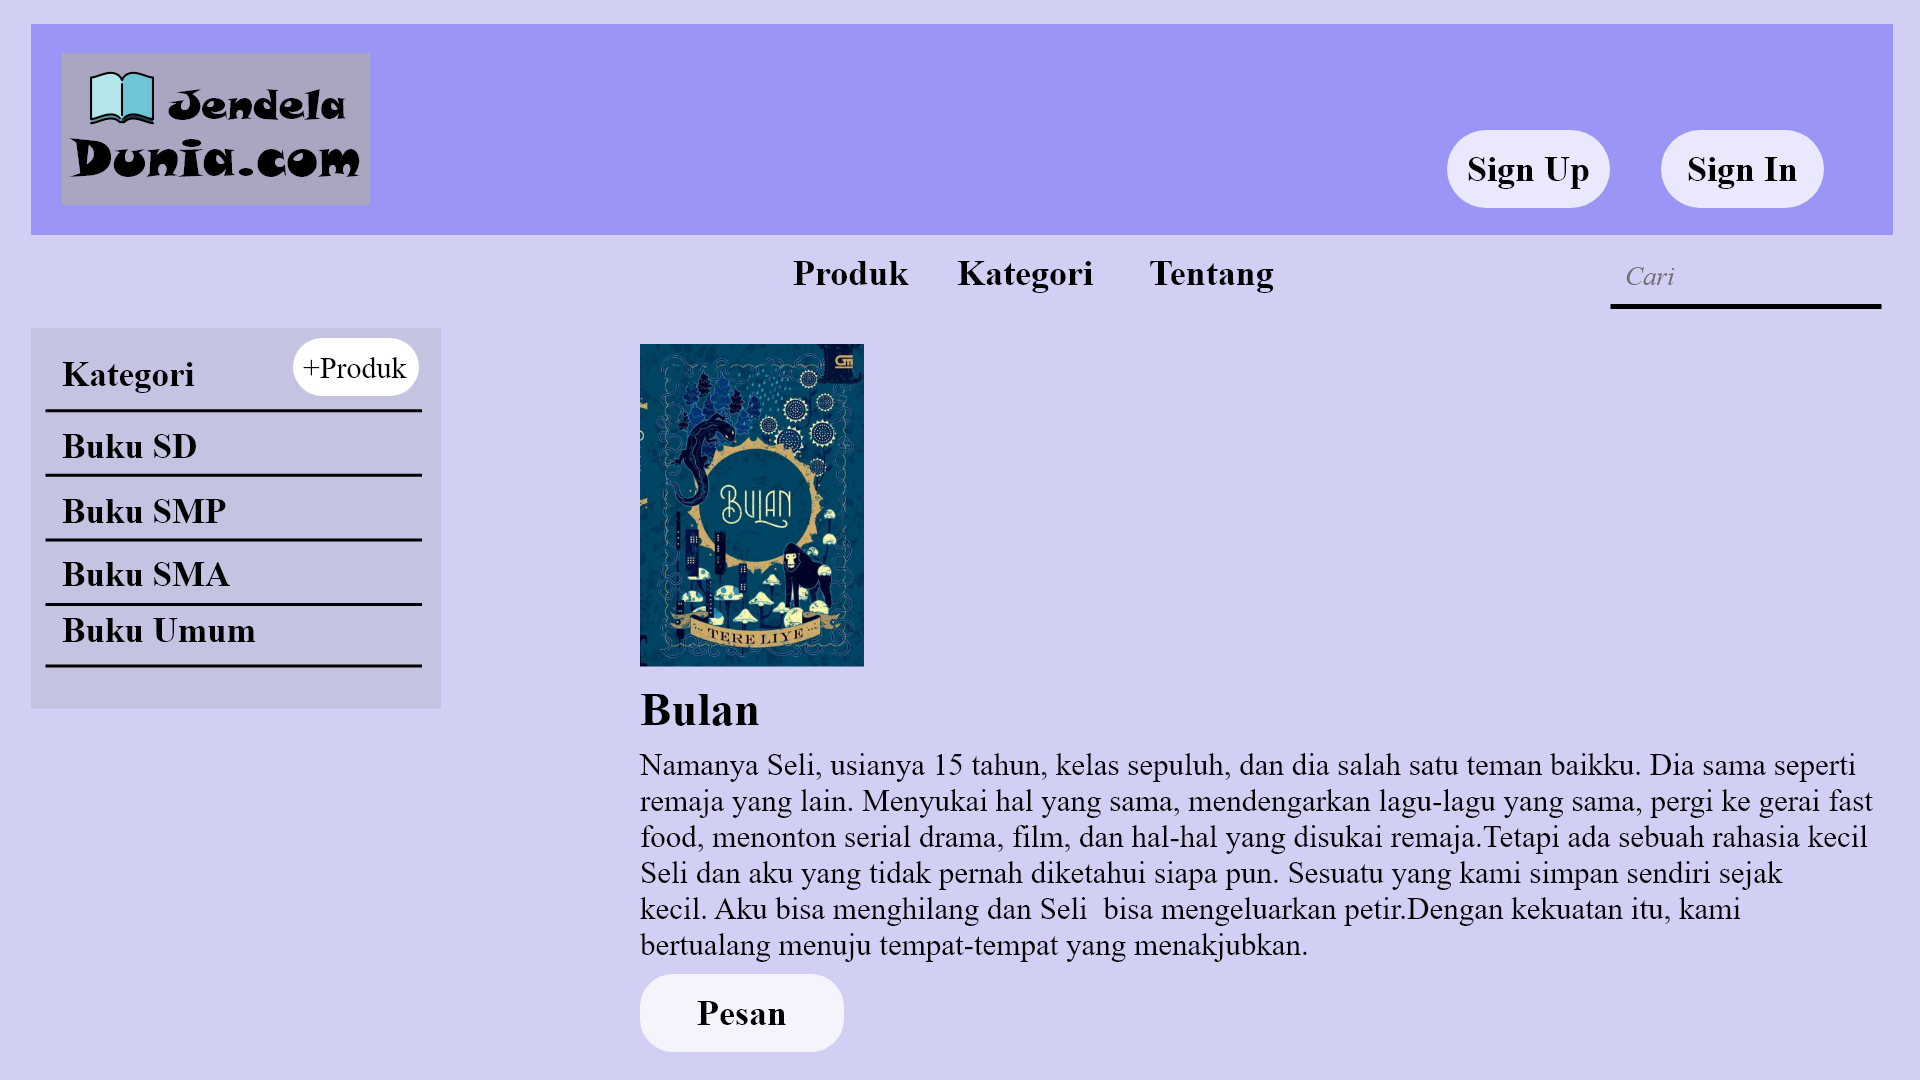 Jendela
Dunia.com
Sign Up
Sign In
Produk
Kategori
Tentang
Cari
Kategori
+Produk
Buku SD
Buku SMP
Buku SMA
Buku Umum
GM
BULAN
TERE LIYE
Bulan
Namanya Seli, usianya 15 tahun, kelas sepuluh, dan dia salah satu teman baikku. Dia sama seperti
remaja yang lain. Menyukai hal yang sama, mendengarkan lagu-lagu yang sama, pergi ke gerai fast
food, menonton serial drama, film, dan hal-hal yang disukai remaja.Tetapi ada sebuah rahasia kecil
Seli dan aku yang tidak pernah diketahui siapa pun. Sesuatu yang kami simpan sendiri sejak
kecil. Aku bisa menghilang dan Seli  bisa mengeluarkan petir.Dengan kekuatan itu, kami
bertualang menuju tempat-tempat yang menakjubkan.
Pesan